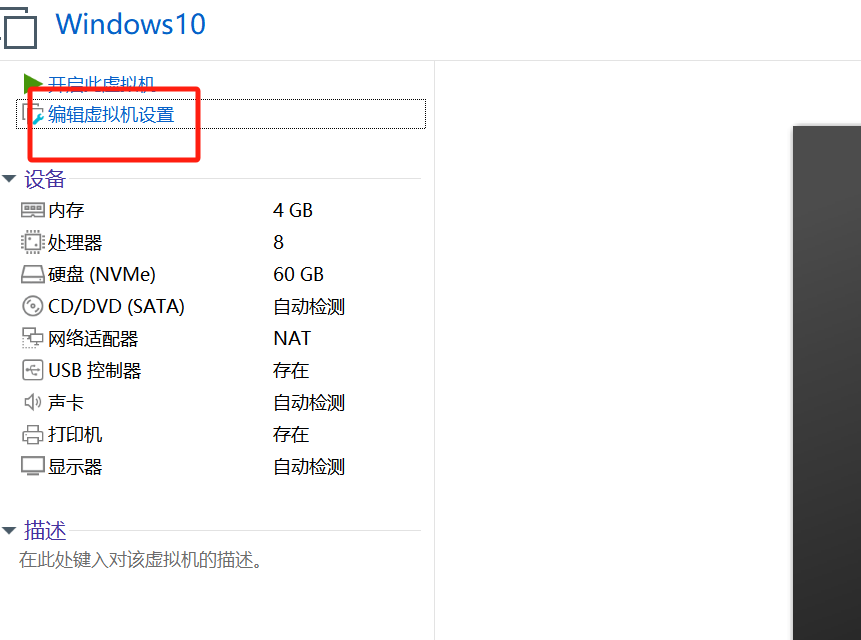 Windows10
开启此虚拟机
编辑虚拟机设置
设备
内存 4 GB
处理器 8
硬盘 (NVMe) 60 GB
CD/DVD (SATA) 自动检测
网络适配器 NAT
USB 控制器 存在
声卡 自动检测
打印机 存在
显示器 自动检测
描述
在此处键入对该虚拟机的描述。